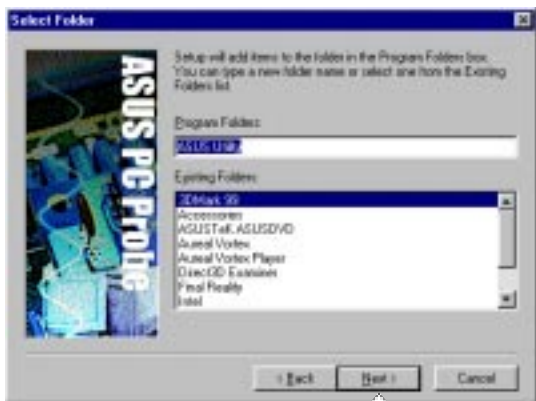 Select Folder
ASUS PC Probe
Setup will add items to the folder in the Program Folders box.
You can type a new folder name or select one from the Existing
Folders list.
Program Folders:
ASUS Utility
Existing Folders:
3DMark 99
Accessories
ASUSTeK ASUSDVD
Aureal Vortex
Aureal Vortex Player
Direct3D Examiner
Final Reality
Intel
< Back
Next >
Cancel